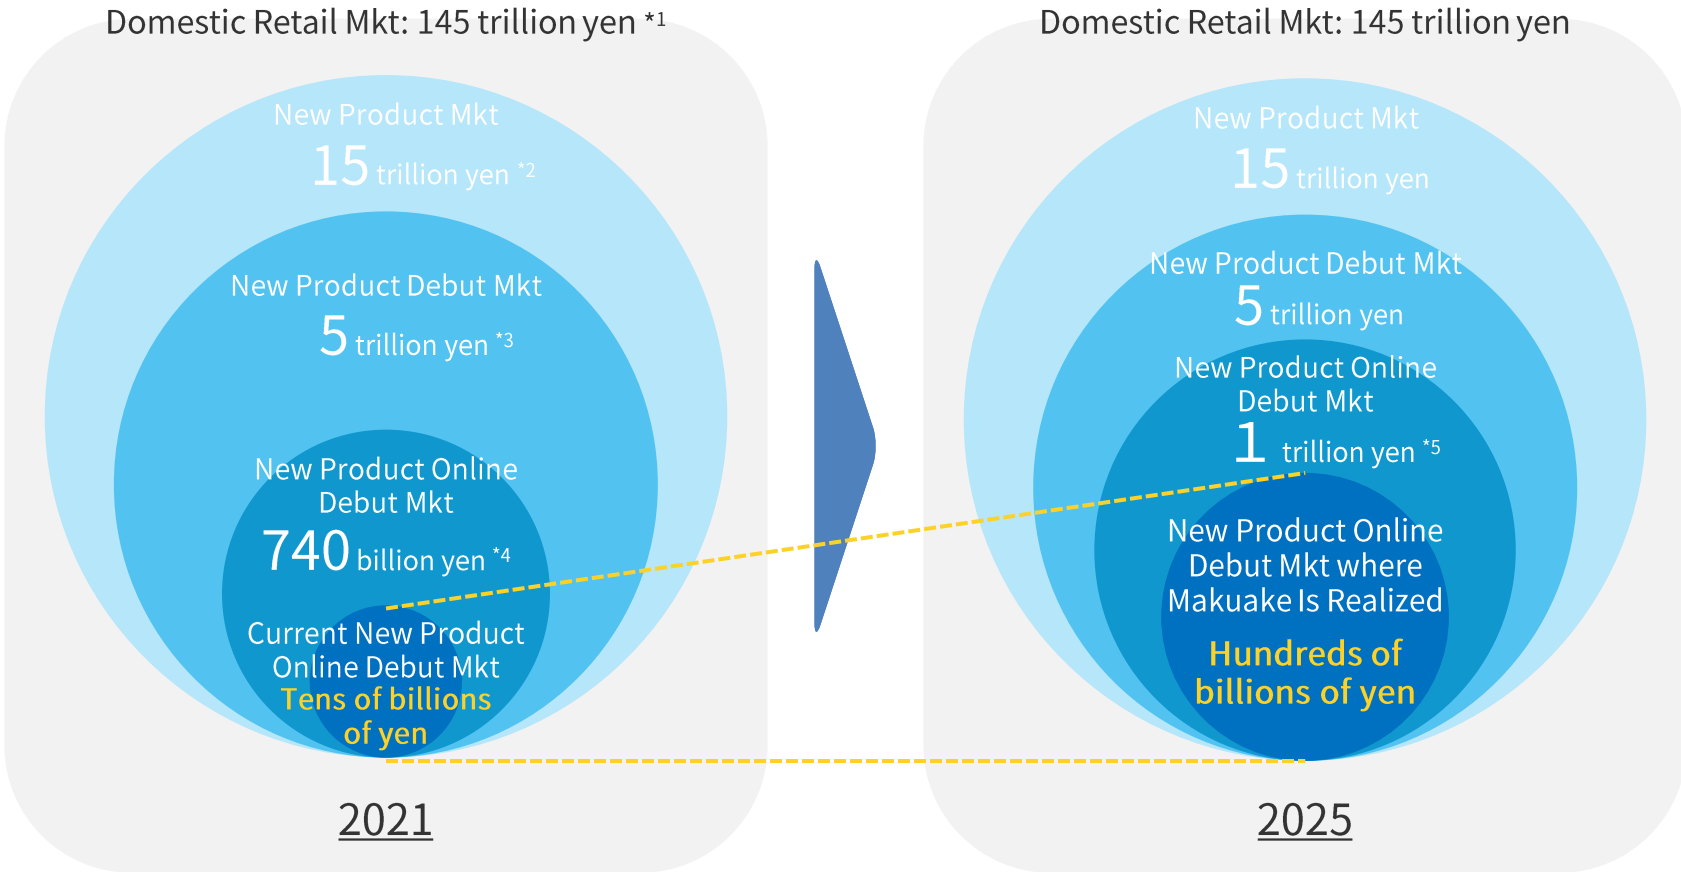 Domestic Retail Mkt: 145 trillion yen *1
New Product Mkt
15 trillion yen *2
New Product Debut Mkt
5 trillion yen *3
New Product Online
Debut Mkt
740 billion yen *4
Current New Product
Online Debut Mkt
Tens of billions
of yen
2021
Domestic Retail Mkt: 145 trillion yen
New Product Mkt
15 trillion yen
New Product Debut Mkt
5 trillion yen
New Product Online
Debut Mkt
1 trillion yen *5
New Product Online
Debut Mkt where
Makuake Is Realized
Hundreds of
billions of yen
2025